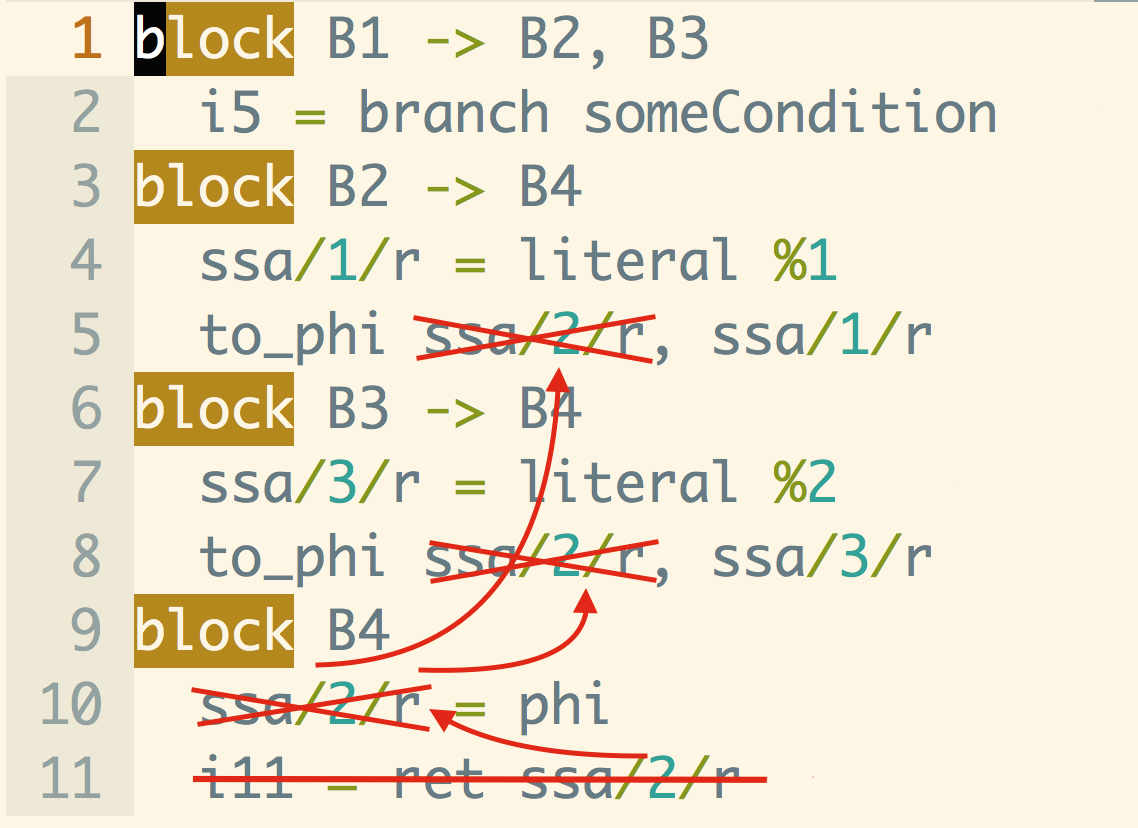 1 block B1 -> B2, B3
2 i5 = branch someCondition
3 block B2 -> B4
4 ssa/1/r = literal %1
5 to_phi ssa/2/r, ssa/1/r
6 block B3 -> B4
7 ssa/3/r = literal %2
8 to_phi ssa/2/r, ssa/3/r
9 block B4
10 ssa/2/r = phi
11 i11 = ret ssa/2/r